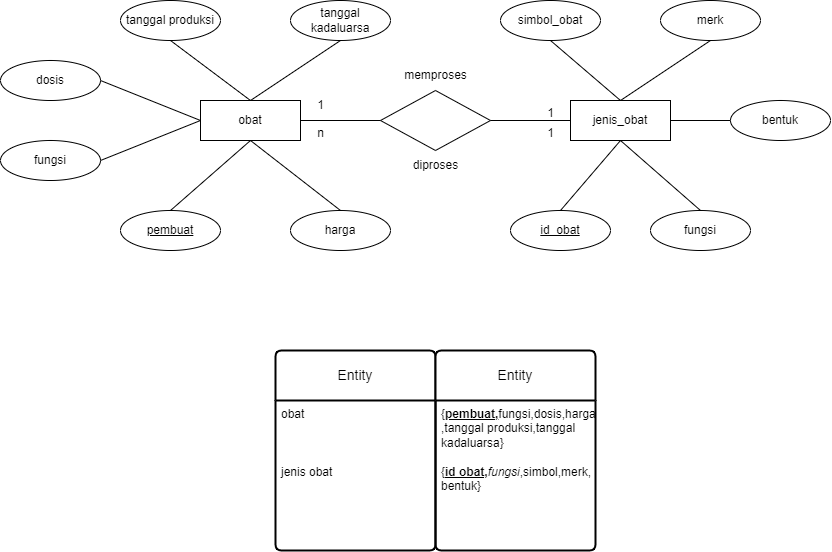 tanggal produksi
tanggal
kadaluarsa
simbol_obat
merk
dosis
memproses
1
1
obat
jenis_obat
bentuk
n
1
fungsi
diproses
pembuat
harga
id_obat
fungsi
Entity
Entity
obat
{pembuat,fungsi,dosis,harga
,tanggal produksi,tanggal
kadaluarsa}
jenis obat
{id obat,fungsi,simbol,merk,
bentuk}